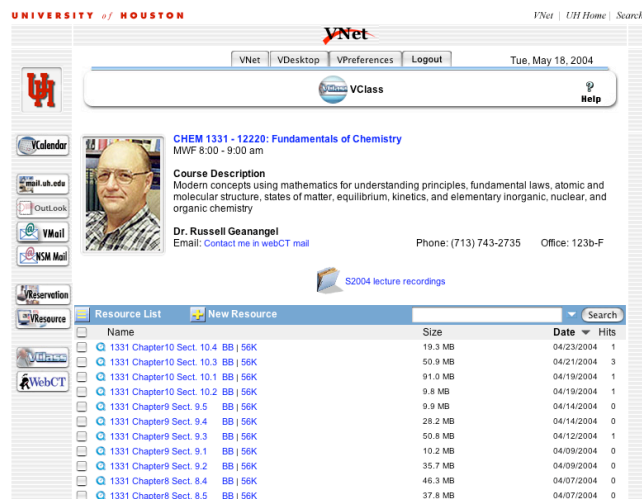 UNIVERSITY of HOUSTON
VNet | UH Home | Search
VNet
VNet VDesktop VPreferences Logout Tue, May 18, 2004
VClass
Help
VCalendar
mail.uh.edu
OutLook
VMail
NSM Mail
VReservation
VResource
VClass
WebCT
CHEM 1331 - 12220: Fundamentals of Chemistry
MWF 8:00 - 9:00 am
Course Description
Modern concepts using mathematics for understanding principles, fundamental laws, atomic and
molecular structure, states of matter, equilibrium, kinetics, and elementary inorganic, nuclear, and
organic chemistry
Dr. Russell Geanangel
Email: Contact me in webCT mail Phone: (713) 743-2735 Office: 123b-F
S2004 lecture recordings
Resource List New Resource Search
Name Size Date Hits
1331 Chapter10 Sect. 10.4 BB | 56K 19.3 MB 04/23/2004 1
1331 Chapter10 Sect. 10.3 BB | 56K 50.9 MB 04/21/2004 3
1331 Chapter10 Sect. 10.1 BB | 56K 91.0 MB 04/19/2004 1
1331 Chapter10 Sect. 10.2 BB | 56K 9.8 MB 04/19/2004 1
1331 Chapter9 Sect. 9.5 BB | 56K 9.9 MB 04/14/2004 0
1331 Chapter9 Sect. 9.4 BB | 56K 28.2 MB 04/14/2004 0
1331 Chapter9 Sect. 9.3 BB | 56K 50.8 MB 04/12/2004 1
1331 Chapter9 Sect. 9.1 BB | 56K 10.2 MB 04/09/2004 0
1331 Chapter9 Sect. 9.2 BB | 56K 35.7 MB 04/09/2004 0
1331 Chapter8 Sect. 8.4 BB | 56K 46.3 MB 04/07/2004 0
1331 Chapter8 Sect. 8.5 BB | 56K 37.8 MB 04/07/2004 0